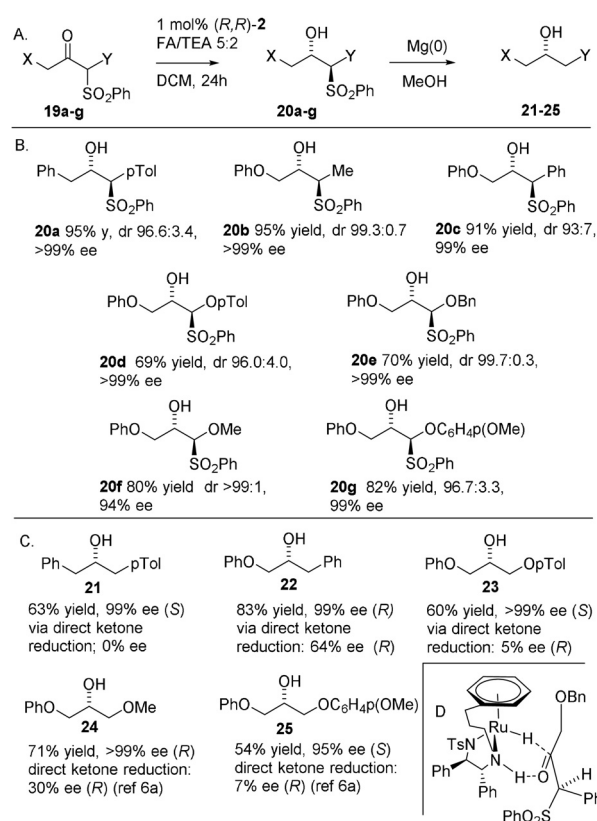 A.
X
O
Y
SO2Ph
19a-g
1 mol% (R,R)-2
FA/TEA 5:2
DCM, 24h
OH
X
Y
SO2Ph
20a-g
Mg(0)
MeOH
OH
X
Y
21-25
B.
OH
Ph
pTol
SO2Ph
20a 95% y, dr 96.6:3.4,
>99% ee
OH
PhO
Me
SO2Ph
20b 95% yield, dr 99.3:0.7
>99% ee
OH
PhO
Ph
SO2Ph
20c 91% yield, dr 93:7,
99% ee
OH
PhO
OpTol
SO2Ph
20d 69% yield, dr 96.0:4.0,
>99% ee
OH
PhO
OBn
SO2Ph
20e 70% yield, dr 99.7:0.3,
>99% ee
OH
PhO
OMe
SO2Ph
20f 80% yield dr >99:1,
94% ee
OH
PhO
OC6H4p(OMe)
SO2Ph
20g 82% yield, 96.7:3.3,
99% ee
C.
OH
Ph
pTol
21
63% yield, 99% ee (S)
via direct ketone
reduction; 0% ee
OH
PhO
Ph
22
83% yield, 99% ee (R)
via direct ketone
reduction: 64% ee (R)
OH
PhO
OpTol
23
60% yield, >99% ee (S)
via direct ketone
reduction: 5% ee (R)
OH
PhO
OMe
24
71% yield, >99% ee (R)
direct ketone reduction:
30% ee (R) (ref 6a)
OH
PhO
OC6H4p(OMe)
25
54% yield, 95% ee (S)
direct ketone reduction:
7% ee (R) (ref 6a)
D
OBn
Ru
H
TsN
N
H
O
Ph
Ph
H
Ph
PhO2S